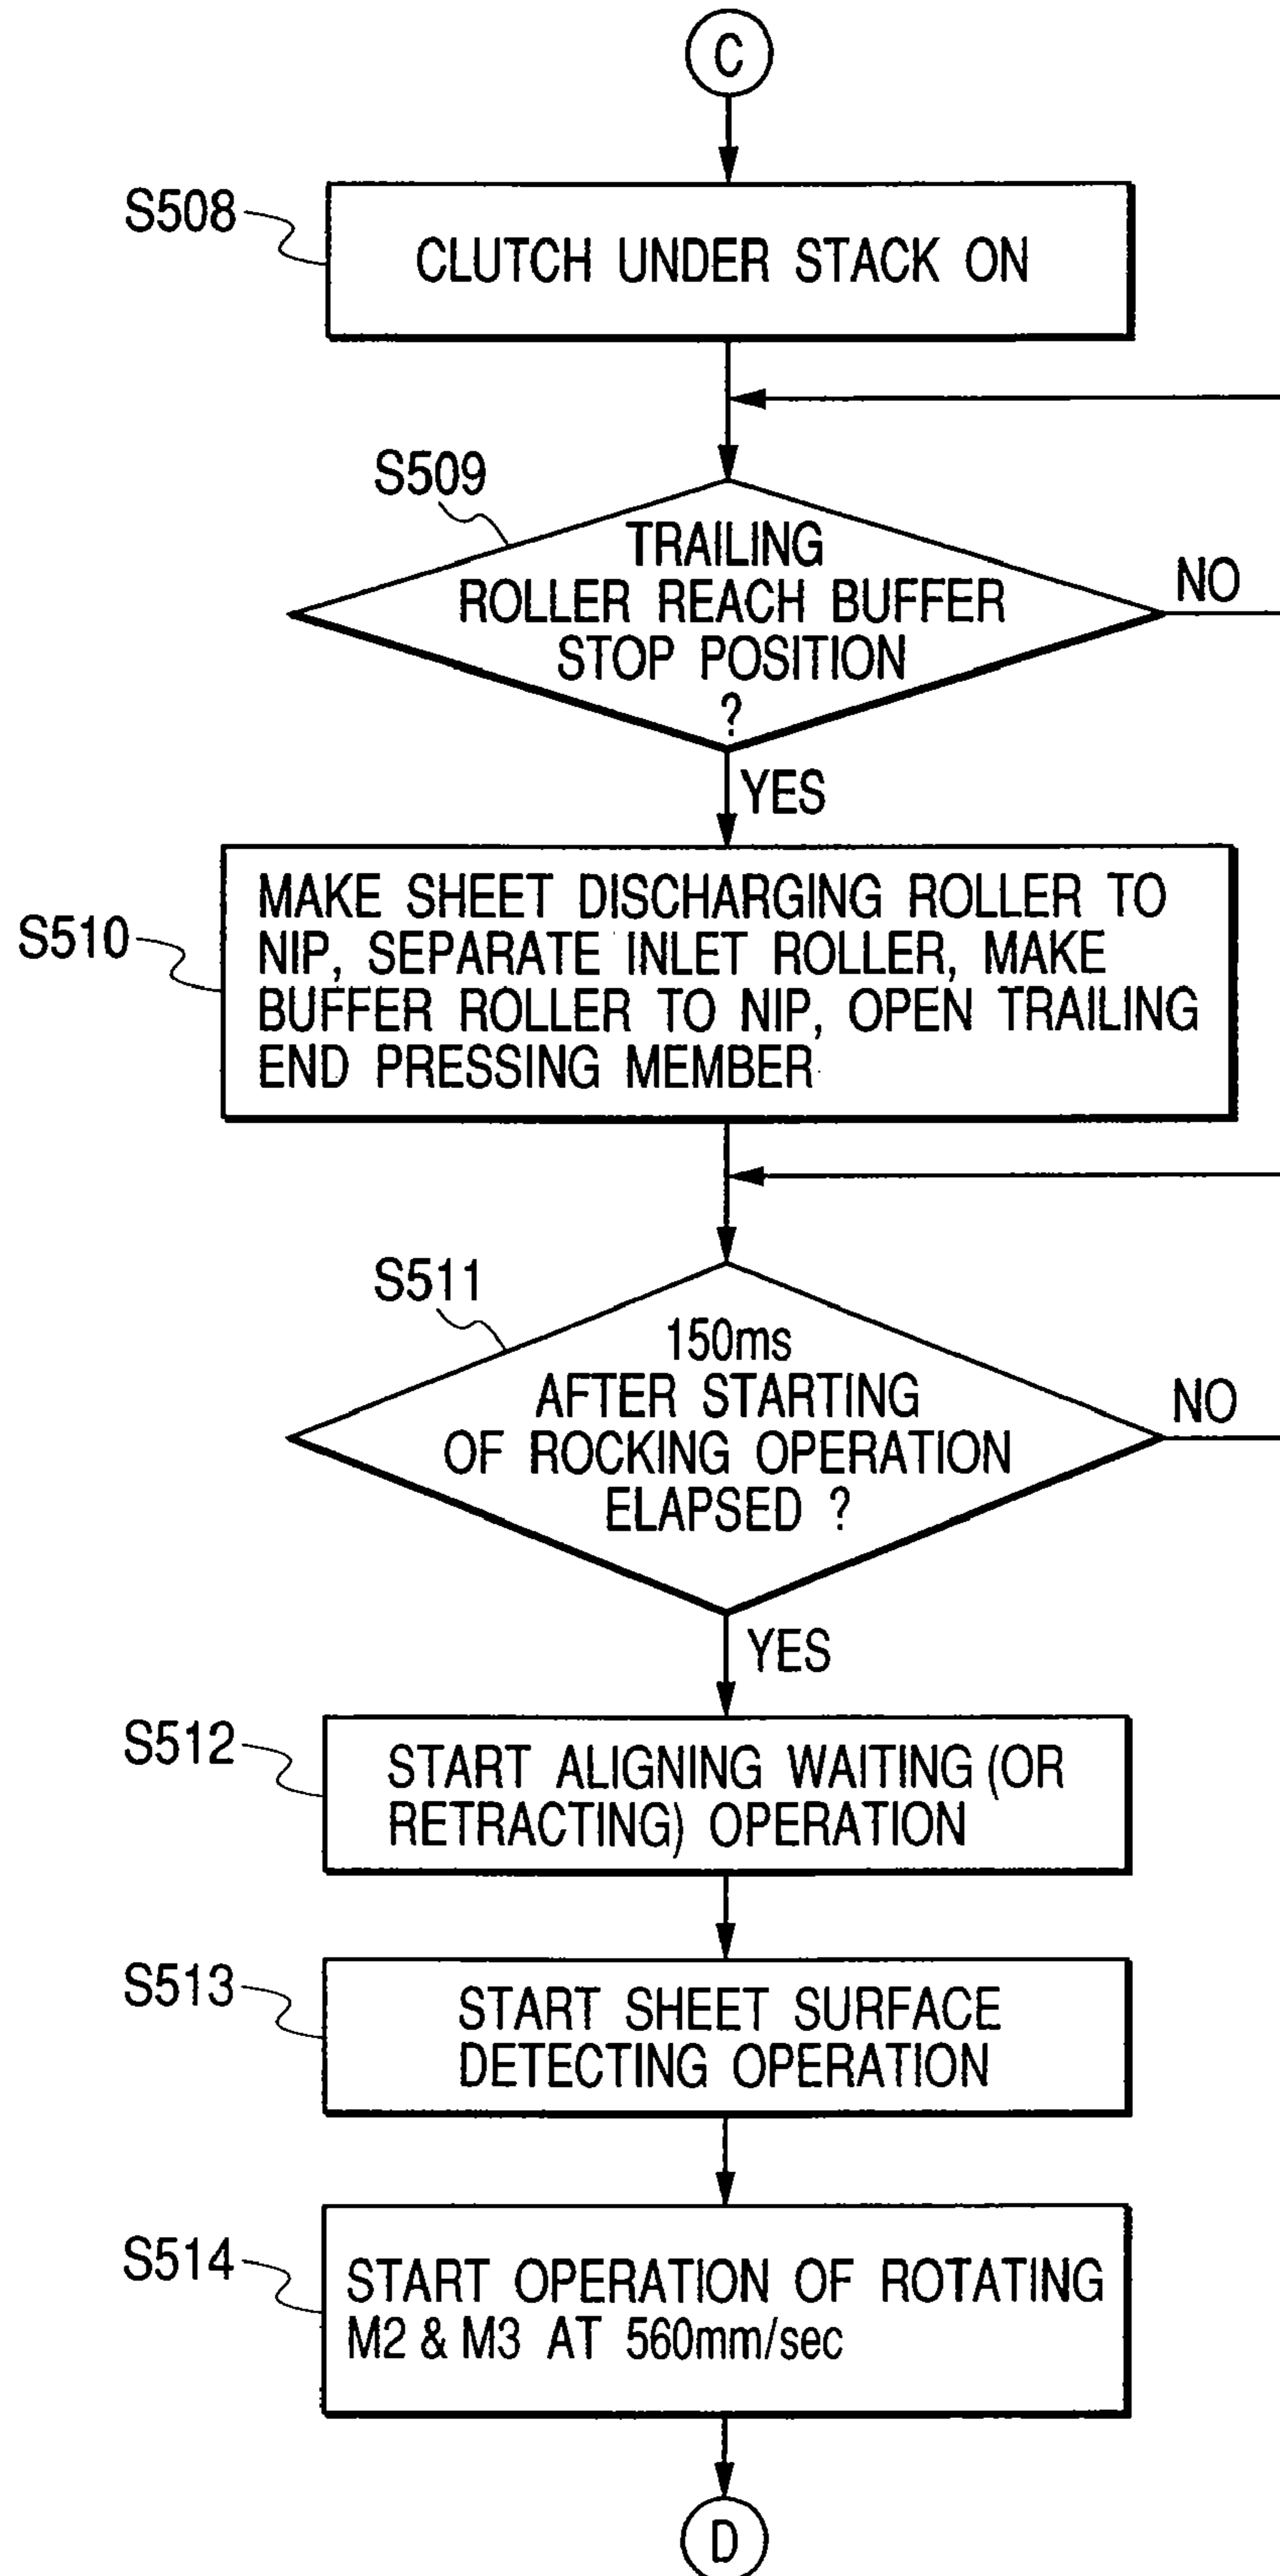 C
S508
CLUTCH UNDER STACK ON
S509
TRAILING
ROLLER REACH BUFFER
STOP POSITION
?
NO
YES
S510
MAKE SHEET DISCHARGING ROLLER TO
NIP, SEPARATE INLET ROLLER, MAKE
BUFFER ROLLER TO NIP, OPEN TRAILING
END PRESSING MEMBER
S511
150ms
AFTER STARTING
OF ROCKING OPERATION
ELAPSED ?
NO
YES
S512
START ALIGNING WAITING (OR
RETRACTING) OPERATION
S513
START SHEET SURFACE
DETECTING OPERATION
S514
START OPERATION OF ROTATING
M2 & M3 AT 560mm/sec
D